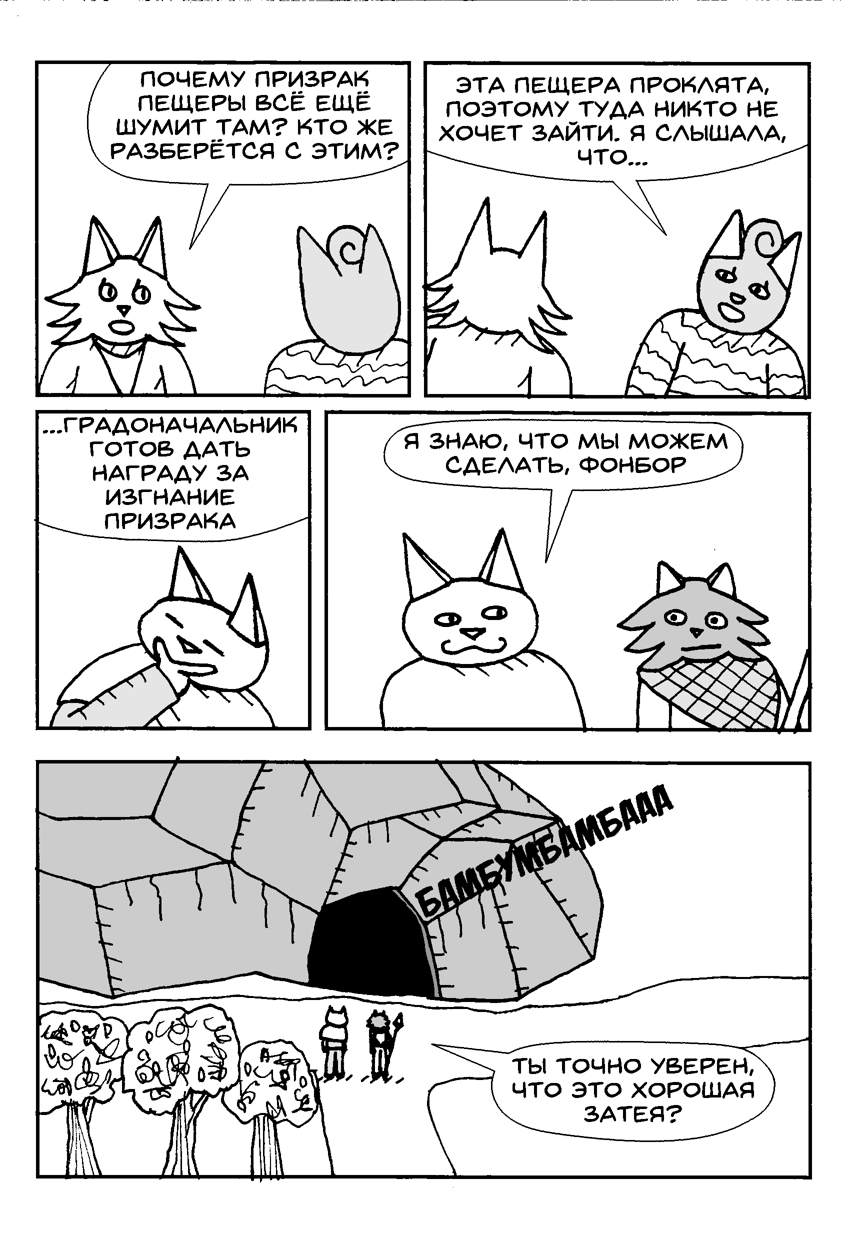 ПОЧЕМУ ПРИЗРАК
ПЕЩЕРЫ ВСЁ ЕЩЁ
ШУМИТ ТАМ? КТО ЖЕ
РАЗБЕРЁТСЯ С ЭТИМ?
ЭТА ПЕЩЕРА ПРОКЛЯТА,
ПОЭТОМУ ТУДА НИКТО НЕ
ХОЧЕТ ЗАЙТИ. Я СЛЫШАЛА,
ЧТО...
...ГРАДОНАЧАЛЬНИК
ГОТОВ ДАТЬ
НАГРАДУ ЗА
ИЗГНАНИЕ
ПРИЗРАКА
Я ЗНАЮ, ЧТО МЫ МОЖЕМ
СДЕЛАТЬ, ФОНБОР
БАМБУМБАМБААА
ТЫ ТОЧНО УВЕРЕН,
ЧТО ЭТО ХОРОШАЯ
ЗАТЕЯ?